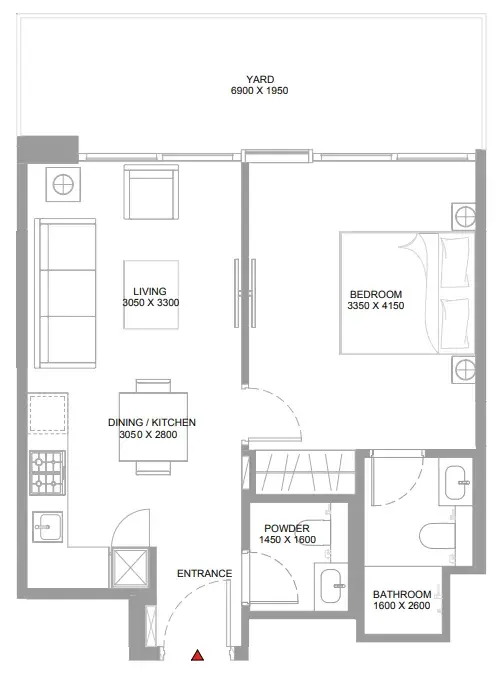 YARD
6900 X 1950
LIVING
3050 X 3300
BEDROOM
3350 X 4150
DINING / KITCHEN
3050 X 2800
POWDER
1450 X 1600
ENTRANCE
BATHROOM
1600 X 2600